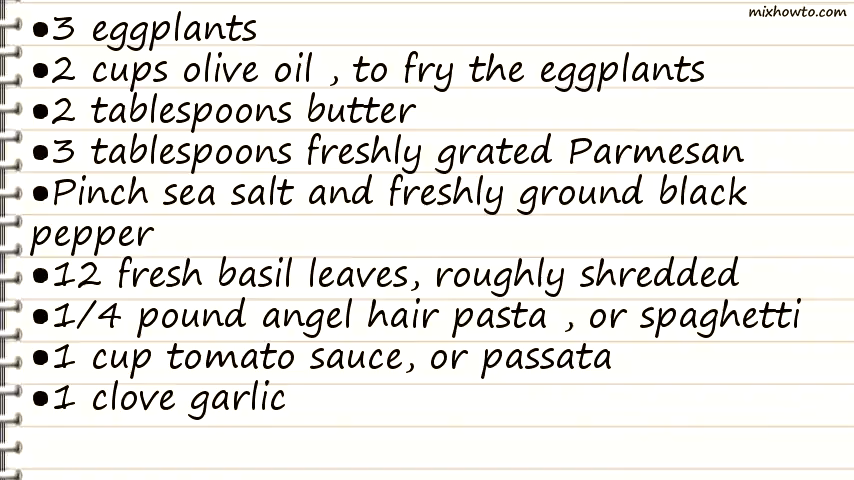 mixhowto.com
•3 eggplants
•2 cups olive oil , to fry the eggplants
•2 tablespoons butter
•3 tablespoons freshly grated Parmesan
•Pinch sea salt and freshly ground black
pepper
•12 fresh basil leaves, roughly shredded
•1/4 pound angel hair pasta , or spaghetti
•1 cup tomato sauce, or passata
•1 clove garlic